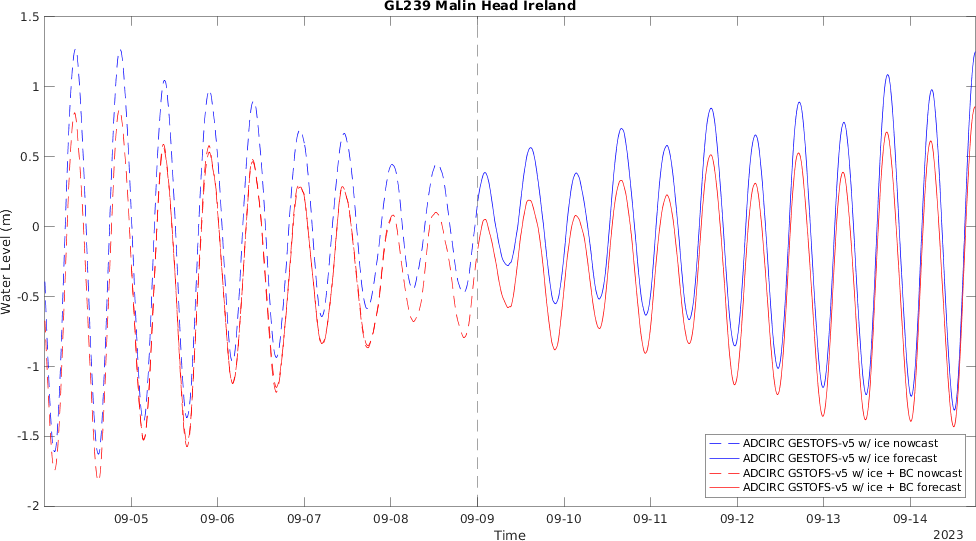 GL239 Malin Head Ireland
1.5
1
0.5
0
-0.5
-1
-1.5
-2
Water Level (m)
ADCIRC GESTOFS-v5 w/ ice nowcast
ADCIRC GESTOFS-v5 w/ ice forecast
ADCIRC GSTOFS-v5 w/ ice + BC nowcast
ADCIRC GSTOFS-v5 w/ ice + BC forecast
09-05 09-06 09-07 09-08 09-09 09-10 09-11 09-12 09-13 09-14
Time
2023